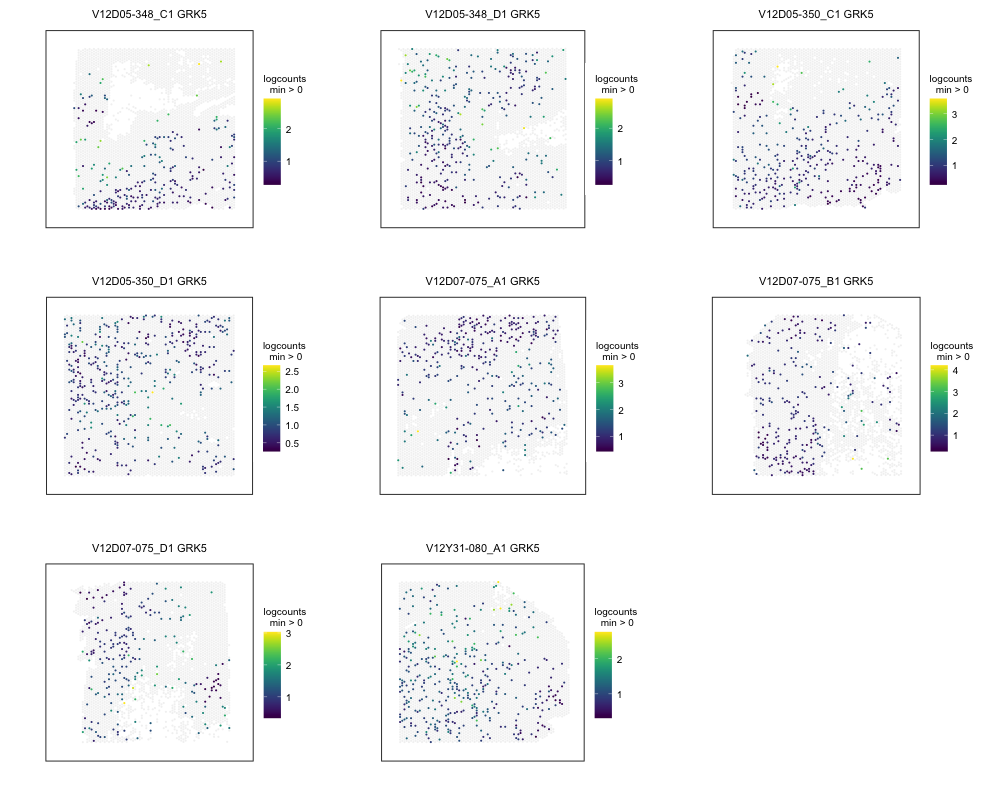 V12D05-348_C1 GRK5
logcounts
min > 0
2
1
V12D05-348_D1 GRK5
logcounts
min > 0
2
1
V12D05-350_C1 GRK5
logcounts
min > 0
3
2
1
V12D05-350_D1 GRK5
logcounts
min > 0
2.5
2.0
1.5
1.0
0.5
V12D07-075_A1 GRK5
logcounts
min > 0
3
2
1
V12D07-075_B1 GRK5
logcounts
min > 0
4
3
2
1
V12D07-075_D1 GRK5
logcounts
min > 0
3
2
1
V12Y31-080_A1 GRK5
logcounts
min > 0
2
1